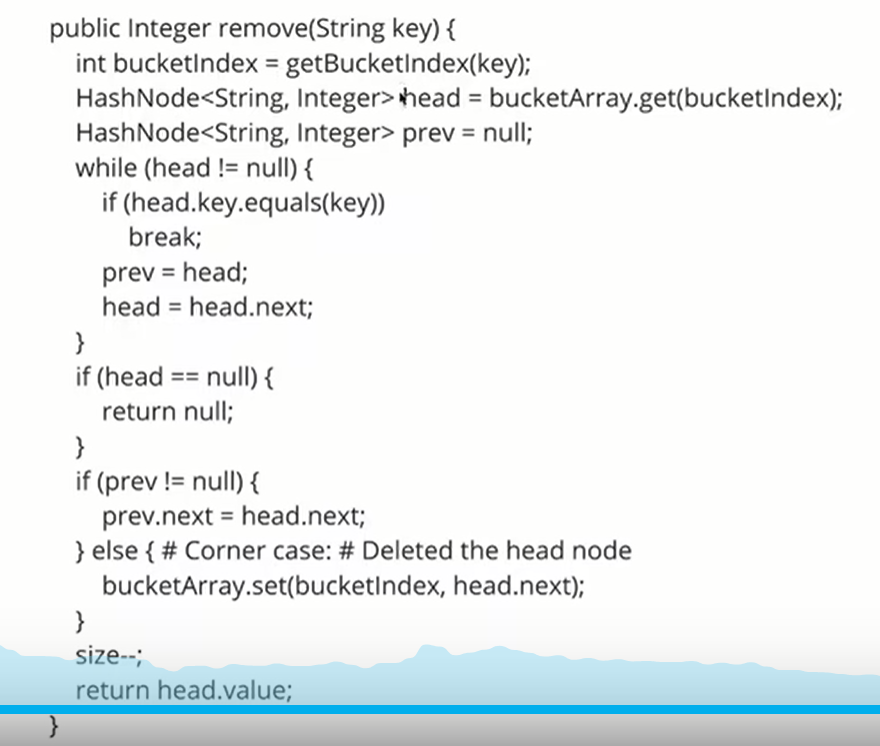 public Integer remove(String key) {
int bucketIndex = getBucketIndex(key);
HashNode<String, Integer> head = bucketArray.get(bucketIndex);
HashNode<String, Integer> prev = null;
while (head != null) {
if (head.key.equals(key))
break;
prev = head;
head = head.next;
}
if (head == null) {
return null;
}
if (prev != null) {
prev.next = head.next;
} else { # Corner case: # Deleted the head node
bucketArray.set(bucketIndex, head.next);
}
size--;
return head.value;
}